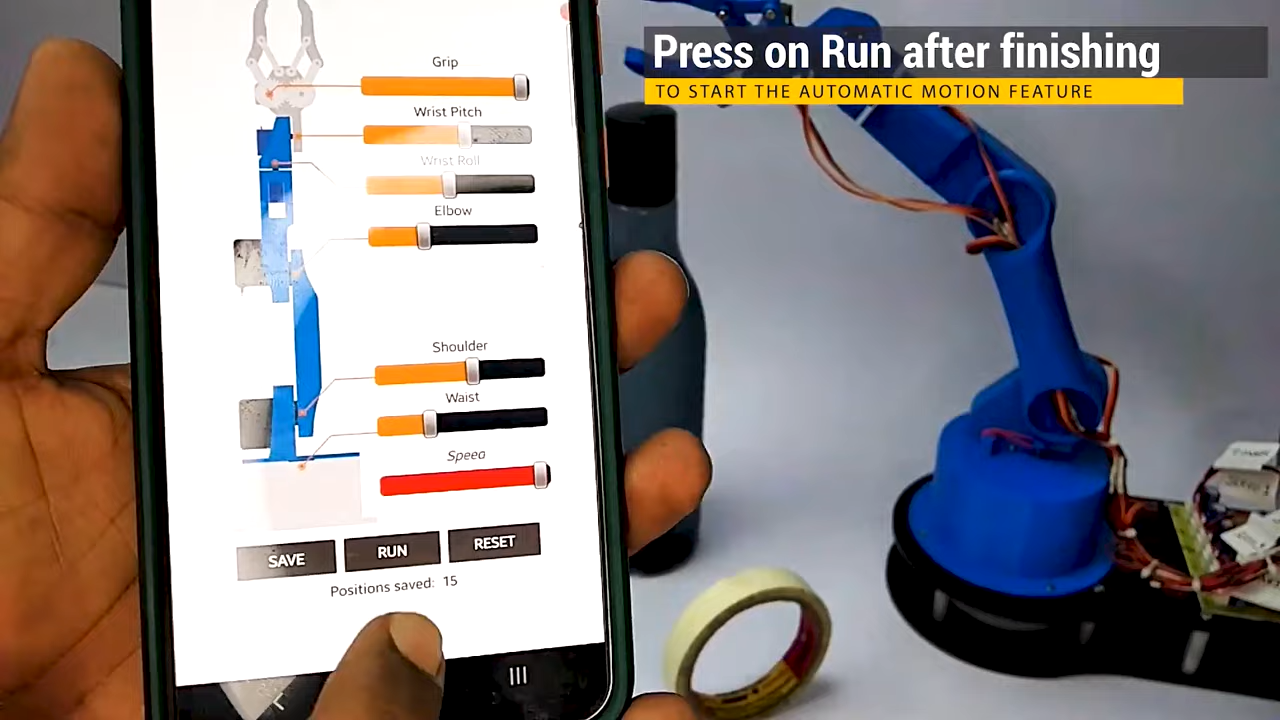 Press on Run after finishing
TO START THE AUTOMATIC MOTION FEATURE
Grip
Wrist Pitch
Wrist Roll
Elbow
Shoulder
Waist
Speed
SAVE
RUN
RESET
Positions saved: 15